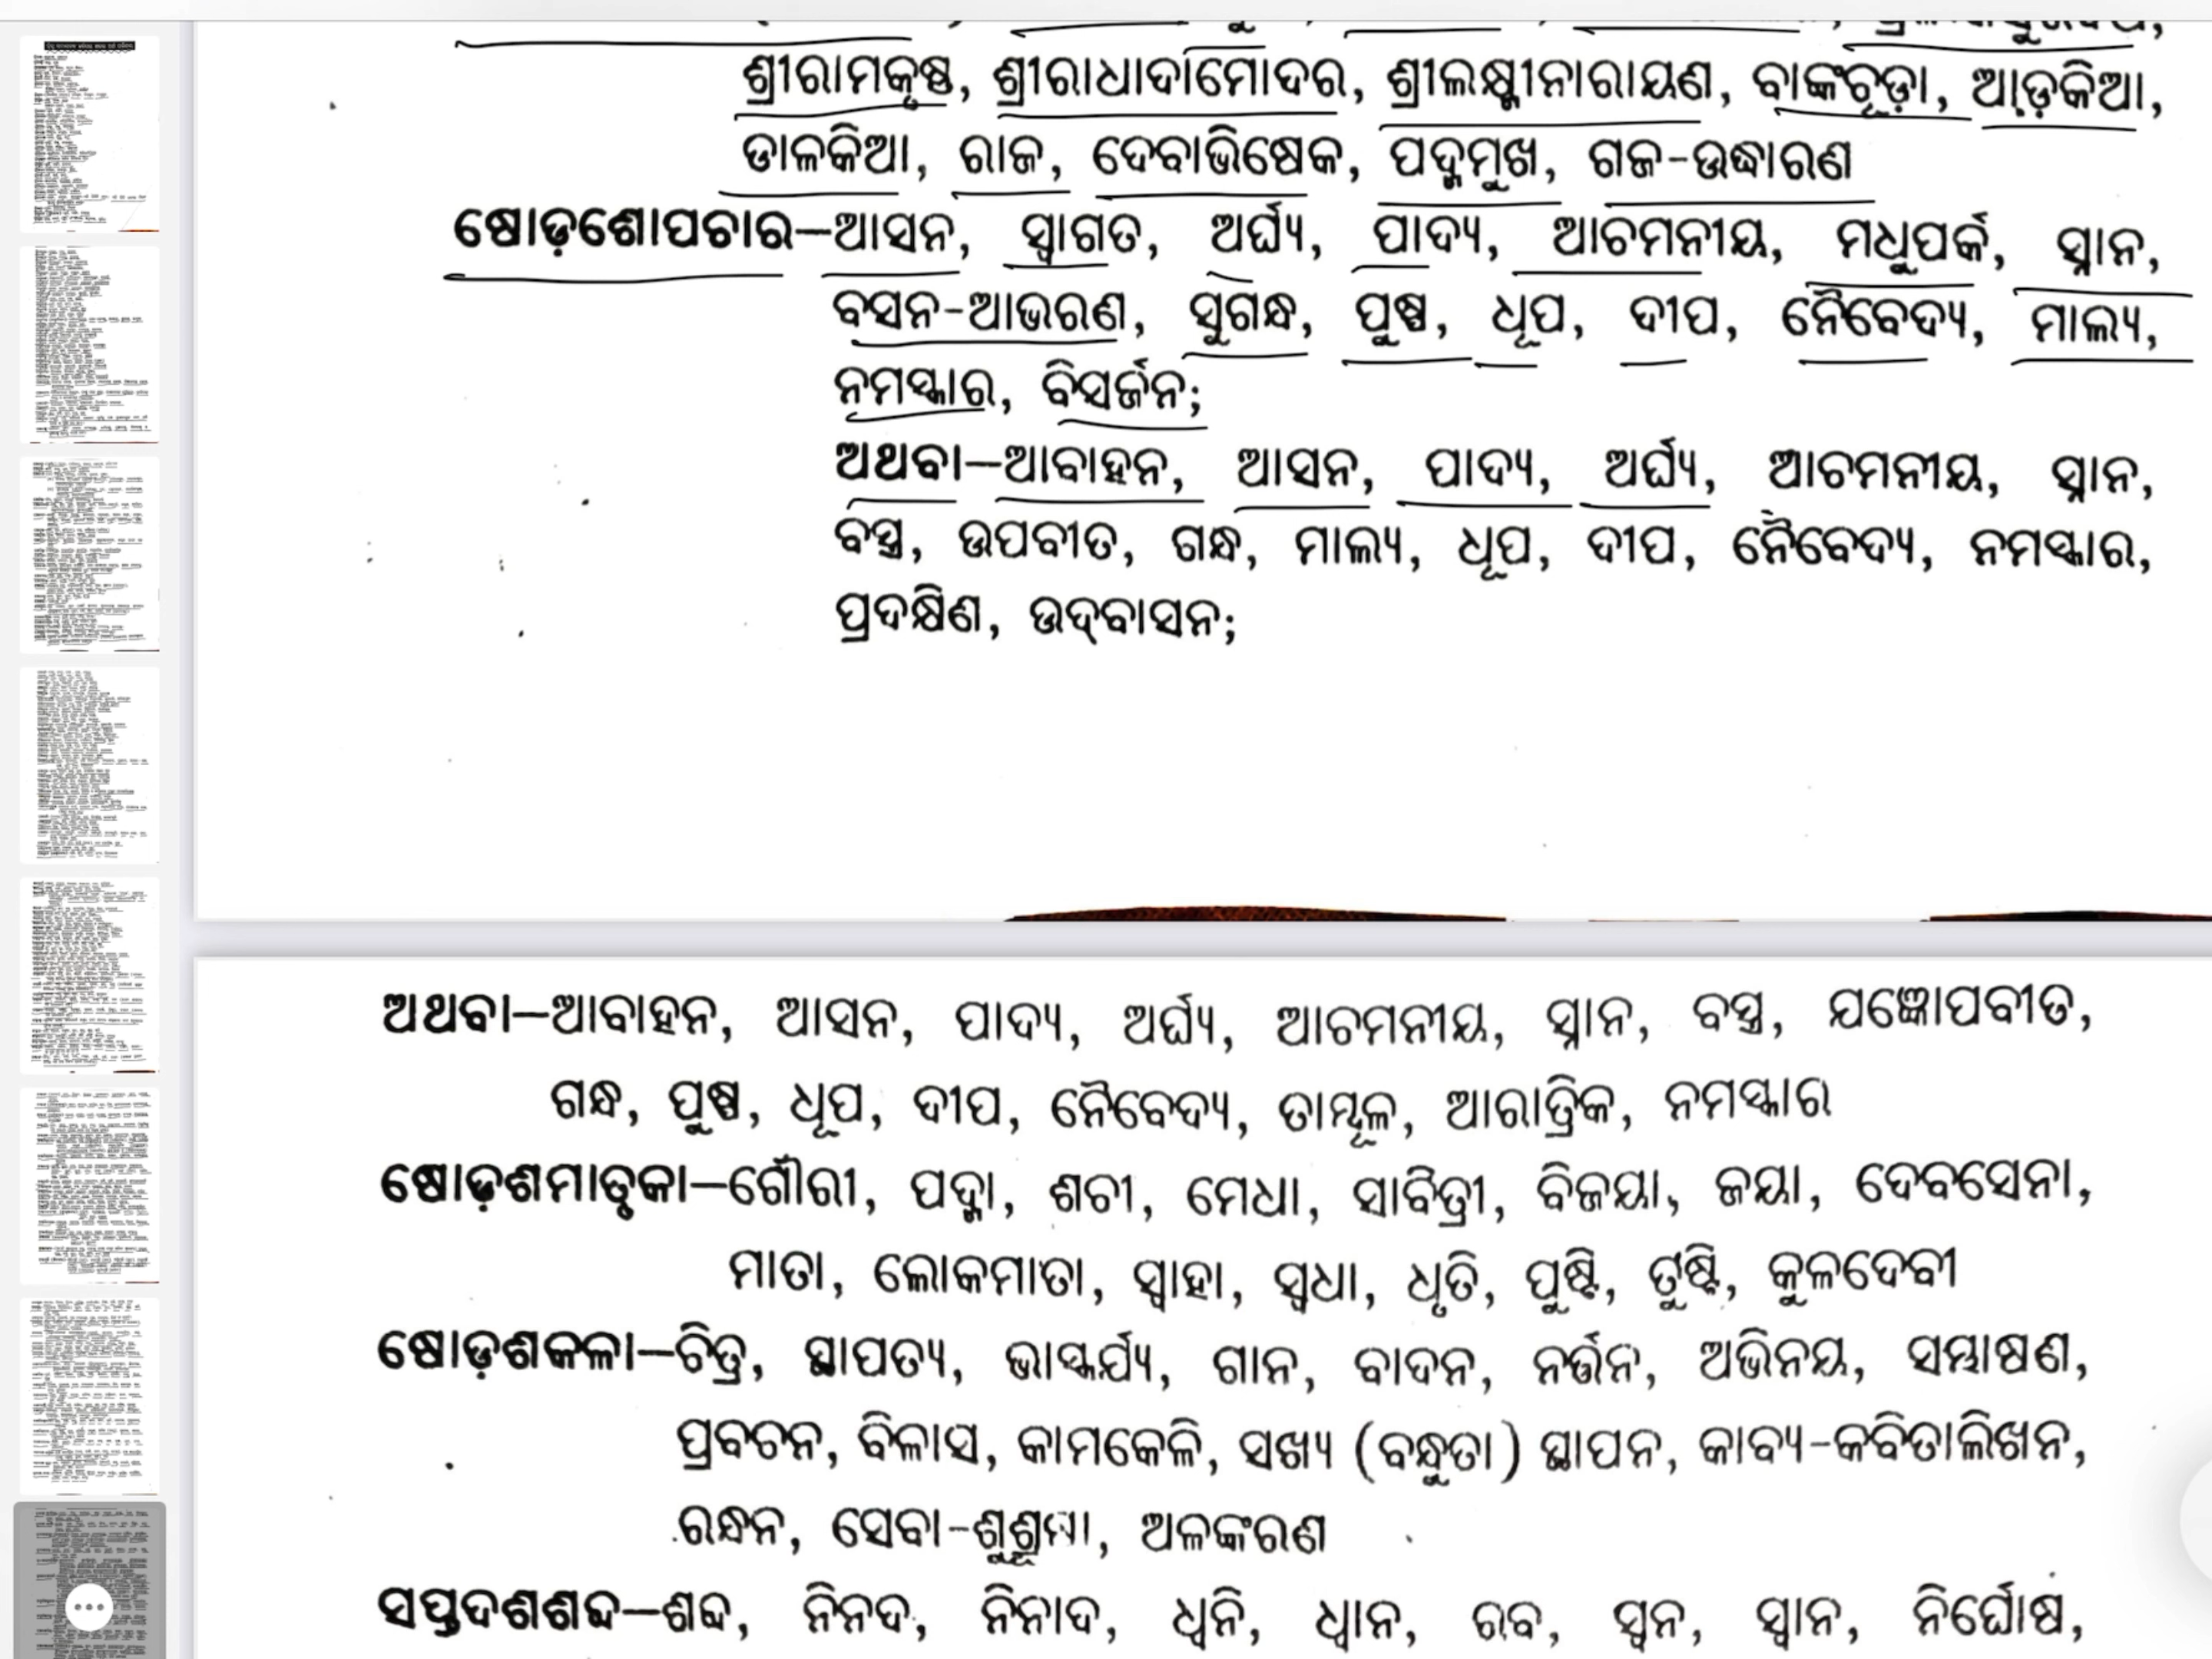 ଶ୍ରୀରାମକୃଷ୍ଣ, ଶ୍ରୀରାଧାଦାମୋଦର, ଶ୍ରୀଲକ୍ଷ୍ମୀନାରାୟଣ, ବାଙ୍କଚୂଡ଼ା, ଆଡ଼କିଆ,
ଡାଳକିଆ, ରାଜ, ଦେବାଭିଷେକ, ପଦ୍ମମୁଖ, ଗଜ-ଉଦ୍ଧାରଣ
ଷୋଡ଼ଶୋପଚାର—ଆସନ, ସ୍ୱାଗତ, ଅର୍ଘ୍ୟ, ପାଦ୍ୟ, ଆଚମନୀୟ, ମଧୁପର୍କ, ସ୍ନାନ,
ବସନ-ଆଭରଣ, ସୁଗନ୍ଧ, ପୁଷ୍ପ, ଧୂପ, ଦୀପ, ନୈବେଦ୍ୟ, ମାଲ୍ୟ,
ନମସ୍କାର, ବିସର୍ଜନ;
ଅଥବା—ଆବାହନ, ଆସନ, ପାଦ୍ୟ, ଅର୍ଘ୍ୟ, ଆଚମନୀୟ, ସ୍ନାନ,
ବସ୍ତ୍ର, ଉପବୀତ, ଗନ୍ଧ, ମାଲ୍ୟ, ଧୂପ, ଦୀପ, ନୈବେଦ୍ୟ, ନମସ୍କାର,
ପ୍ରଦକ୍ଷିଣ, ଉଦ୍‌ବାସନ;
ଅଥବା—ଆବାହନ, ଆସନ, ପାଦ୍ୟ, ଅର୍ଘ୍ୟ, ଆଚମନୀୟ, ସ୍ନାନ, ବସ୍ତ୍ର, ଯଜ୍ଞୋପବୀତ,
ଗନ୍ଧ, ପୁଷ୍ପ, ଧୂପ, ଦୀପ, ନୈବେଦ୍ୟ, ତାମ୍ବୂଳ, ଆରାତ୍ରିକ, ନମସ୍କାର
ଷୋଡ଼ଶମାତୃକା—ଗୌରୀ, ପଦ୍ମା, ଶଚୀ, ମେଧା, ସାବିତ୍ରୀ, ବିଜୟା, ଜୟା, ଦେବସେନା,
ମାତା, ଲୋକମାତା, ସ୍ୱାହା, ସ୍ୱଧା, ଧୃତି, ପୁଷ୍ଟି, ତୁଷ୍ଟି, କୁଳଦେବୀ
ଷୋଡ଼ଶକଳା—ଚିତ୍ର, ସ୍ଥାପତ୍ୟ, ଭାସ୍କର୍ଯ୍ୟ, ଗାନ, ବାଦନ, ନର୍ତ୍ତନ, ଅଭିନୟ, ସମ୍ଭାଷଣ,
ପ୍ରବଚନ, ବିଳାସ, କାମକେଳି, ସଖ୍ୟ (ବନ୍ଧୁତା) ସ୍ଥାପନ, କାବ୍ୟ-କବିତାଲିଖନ,
ରନ୍ଧନ, ସେବା-ଶୁଶ୍ରୂଷା, ଅଳଙ୍କରଣ
ସପ୍ତଦଶଶବ୍ଦ—ଶବ୍ଦ, ନିନଦ, ନିନାଦ, ଧ୍ୱନି, ଧ୍ୱାନ, ରବ, ସ୍ୱନ, ସ୍ୱାନ, ନିର୍ଘୋଷ,